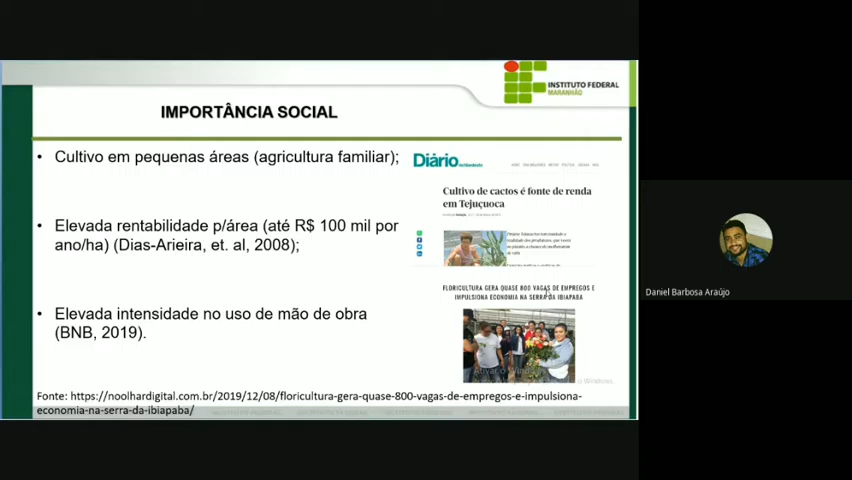 INSTITUTO FEDERAL
MARANHÃO
IMPORTÂNCIA SOCIAL
• Cultivo em pequenas áreas (agricultura familiar);
• Elevada rentabilidade p/área (até R$ 100 mil por
ano/ha) (Dias-Arieira, et. al, 2008);
• Elevada intensidade no uso de mão de obra
(BNB, 2019).
Diário
Cultivo de cactos é fonte de renda
em Tejuçuoca
FLORICULTURA GERA QUASE 800 VAGAS DE EMPREGOS E
IMPULSIONA ECONOMIA NA SERRA DA IBIAPABA
Ativar o Windows
o Windows.
Fonte: https://noolhardigital.com.br/2019/12/08/floricultura-gera-quase-800-vagas-de-empregos-e-impulsiona-
economia-na-serra-da-ibiapaba/
Daniel Barbosa Araújo